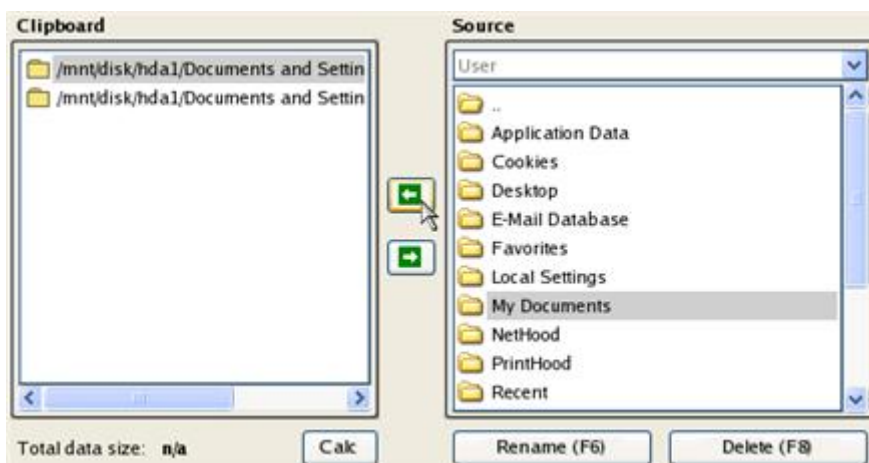 Clipboard
/mnt/disk/hda1/Documents and Settin
/mnt/disk/hda1/Documents and Settin
Total data size: n/a
Calc
Source
User
..
Application Data
Cookies
Desktop
E-Mail Database
Favorites
Local Settings
My Documents
NetHood
PrintHood
Recent
Rename (F6)
Delete (F8)